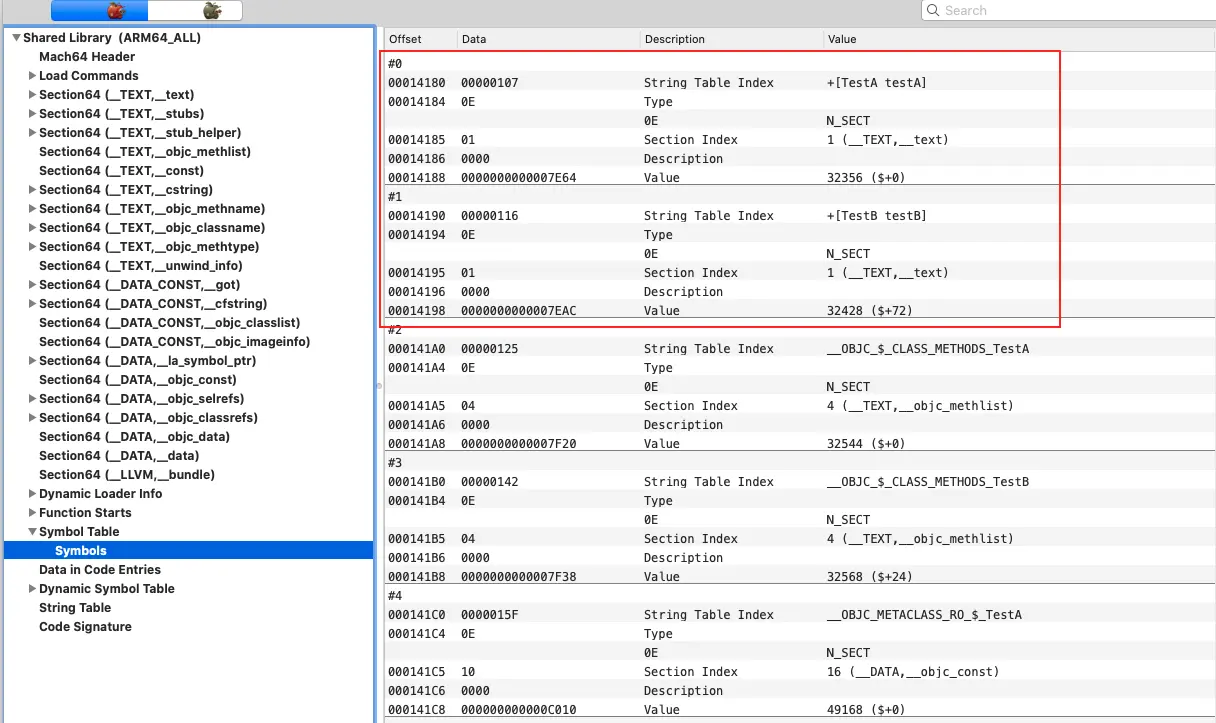 Search
Shared Library (ARM64_ALL)
Mach64 Header
Load Commands
Section64 (__TEXT,__text)
Section64 (__TEXT,__stubs)
Section64 (__TEXT,__stub_helper)
Section64 (__TEXT,__objc_methlist)
Section64 (__TEXT,__const)
Section64 (__TEXT,__cstring)
Section64 (__TEXT,__objc_methname)
Section64 (__TEXT,__objc_classname)
Section64 (__TEXT,__objc_methtype)
Section64 (__TEXT,__unwind_info)
Section64 (__DATA_CONST,__got)
Section64 (__DATA_CONST,__cfstring)
Section64 (__DATA_CONST,__objc_classlist)
Section64 (__DATA_CONST,__objc_imageinfo)
Section64 (__DATA,__la_symbol_ptr)
Section64 (__DATA,__objc_const)
Section64 (__DATA,__objc_selrefs)
Section64 (__DATA,__objc_classrefs)
Section64 (__DATA,__objc_data)
Section64 (__DATA,__data)
Section64 (__LLVM,__bundle)
Dynamic Loader Info
Function Starts
Symbol Table
Symbols
Data in Code Entries
Dynamic Symbol Table
String Table
Code Signature
Offset Data Description Value
#0
00014180 00000107 String Table Index +[TestA testA]
00014184 0E Type
0E N_SECT
00014185 01 Section Index 1 (__TEXT,__text)
00014186 0000 Description
00014188 0000000000007E64 Value 32356 ($+0)
#1
00014190 00000116 String Table Index +[TestB testB]
00014194 0E Type
0E N_SECT
00014195 01 Section Index 1 (__TEXT,__text)
00014196 0000 Description
00014198 0000000000007EAC Value 32428 ($+72)
#2
000141A0 00000125 String Table Index __OBJC_$_CLASS_METHODS_TestA
000141A4 0E Type
0E N_SECT
000141A5 04 Section Index 4 (__TEXT,__objc_methlist)
000141A6 0000 Description
000141A8 0000000000007F20 Value 32544 ($+0)
#3
000141B0 00000142 String Table Index __OBJC_$_CLASS_METHODS_TestB
000141B4 0E Type
0E N_SECT
000141B5 04 Section Index 4 (__TEXT,__objc_methlist)
000141B6 0000 Description
000141B8 0000000000007F38 Value 32568 ($+24)
#4
000141C0 0000015F String Table Index __OBJC_METACLASS_RO_$_TestA
000141C4 0E Type
0E N_SECT
000141C5 10 Section Index 16 (__DATA,__objc_const)
000141C6 0000 Description
000141C8 000000000000C010 Value 49168 ($+0)